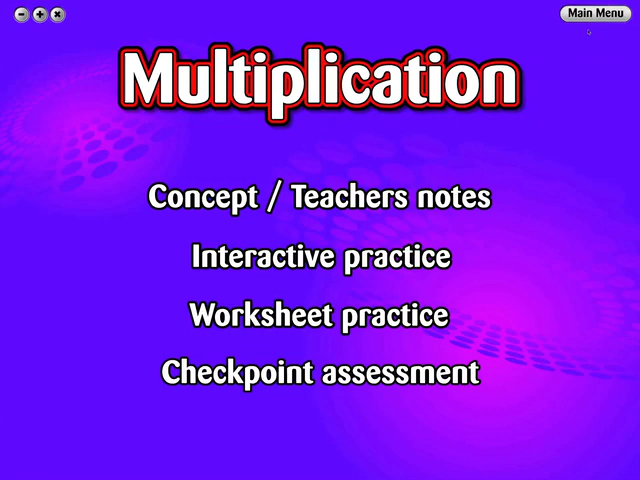 Main Menu
Multiplication
Concept / Teachers notes
Interactive practice
Worksheet practice
Checkpoint assessment